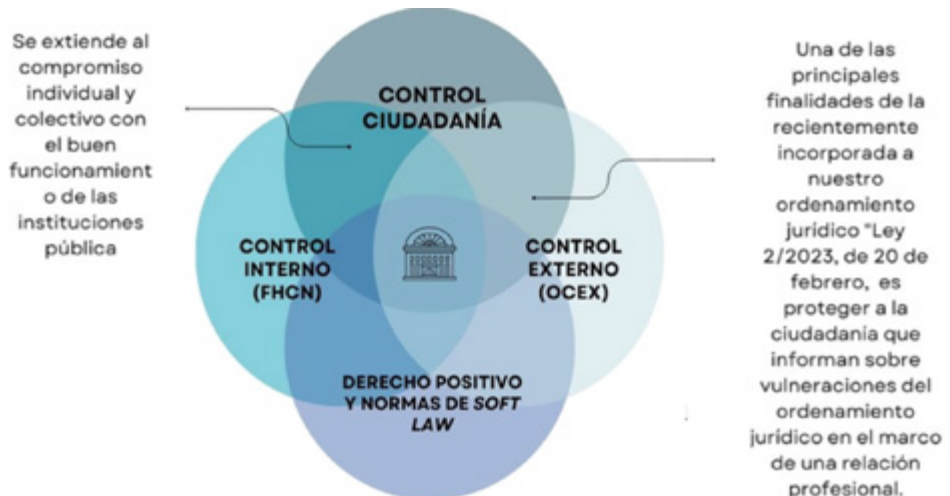 Se extiende al
compromiso
individual y
colectivo con
el buen
funcionamient
o de las
instituciones
pública
CONTROL
CIUDADANÍA
CONTROL
INTERNO
(FHCN)
CONTROL
EXTERNO
(OCEX)
DERECHO POSITIVO
Y NORMAS DE SOFT
LAW
Una de las
principales
finalidades de la
recientemente
incorporada a
nuestro
ordenamiento
jurídico "Ley
2/2023, de 20 de
febrero, es
proteger a la
ciudadanía que
informan sobre
vulneraciones del
ordenamiento
jurídico en el marco
de una relación
profesional.